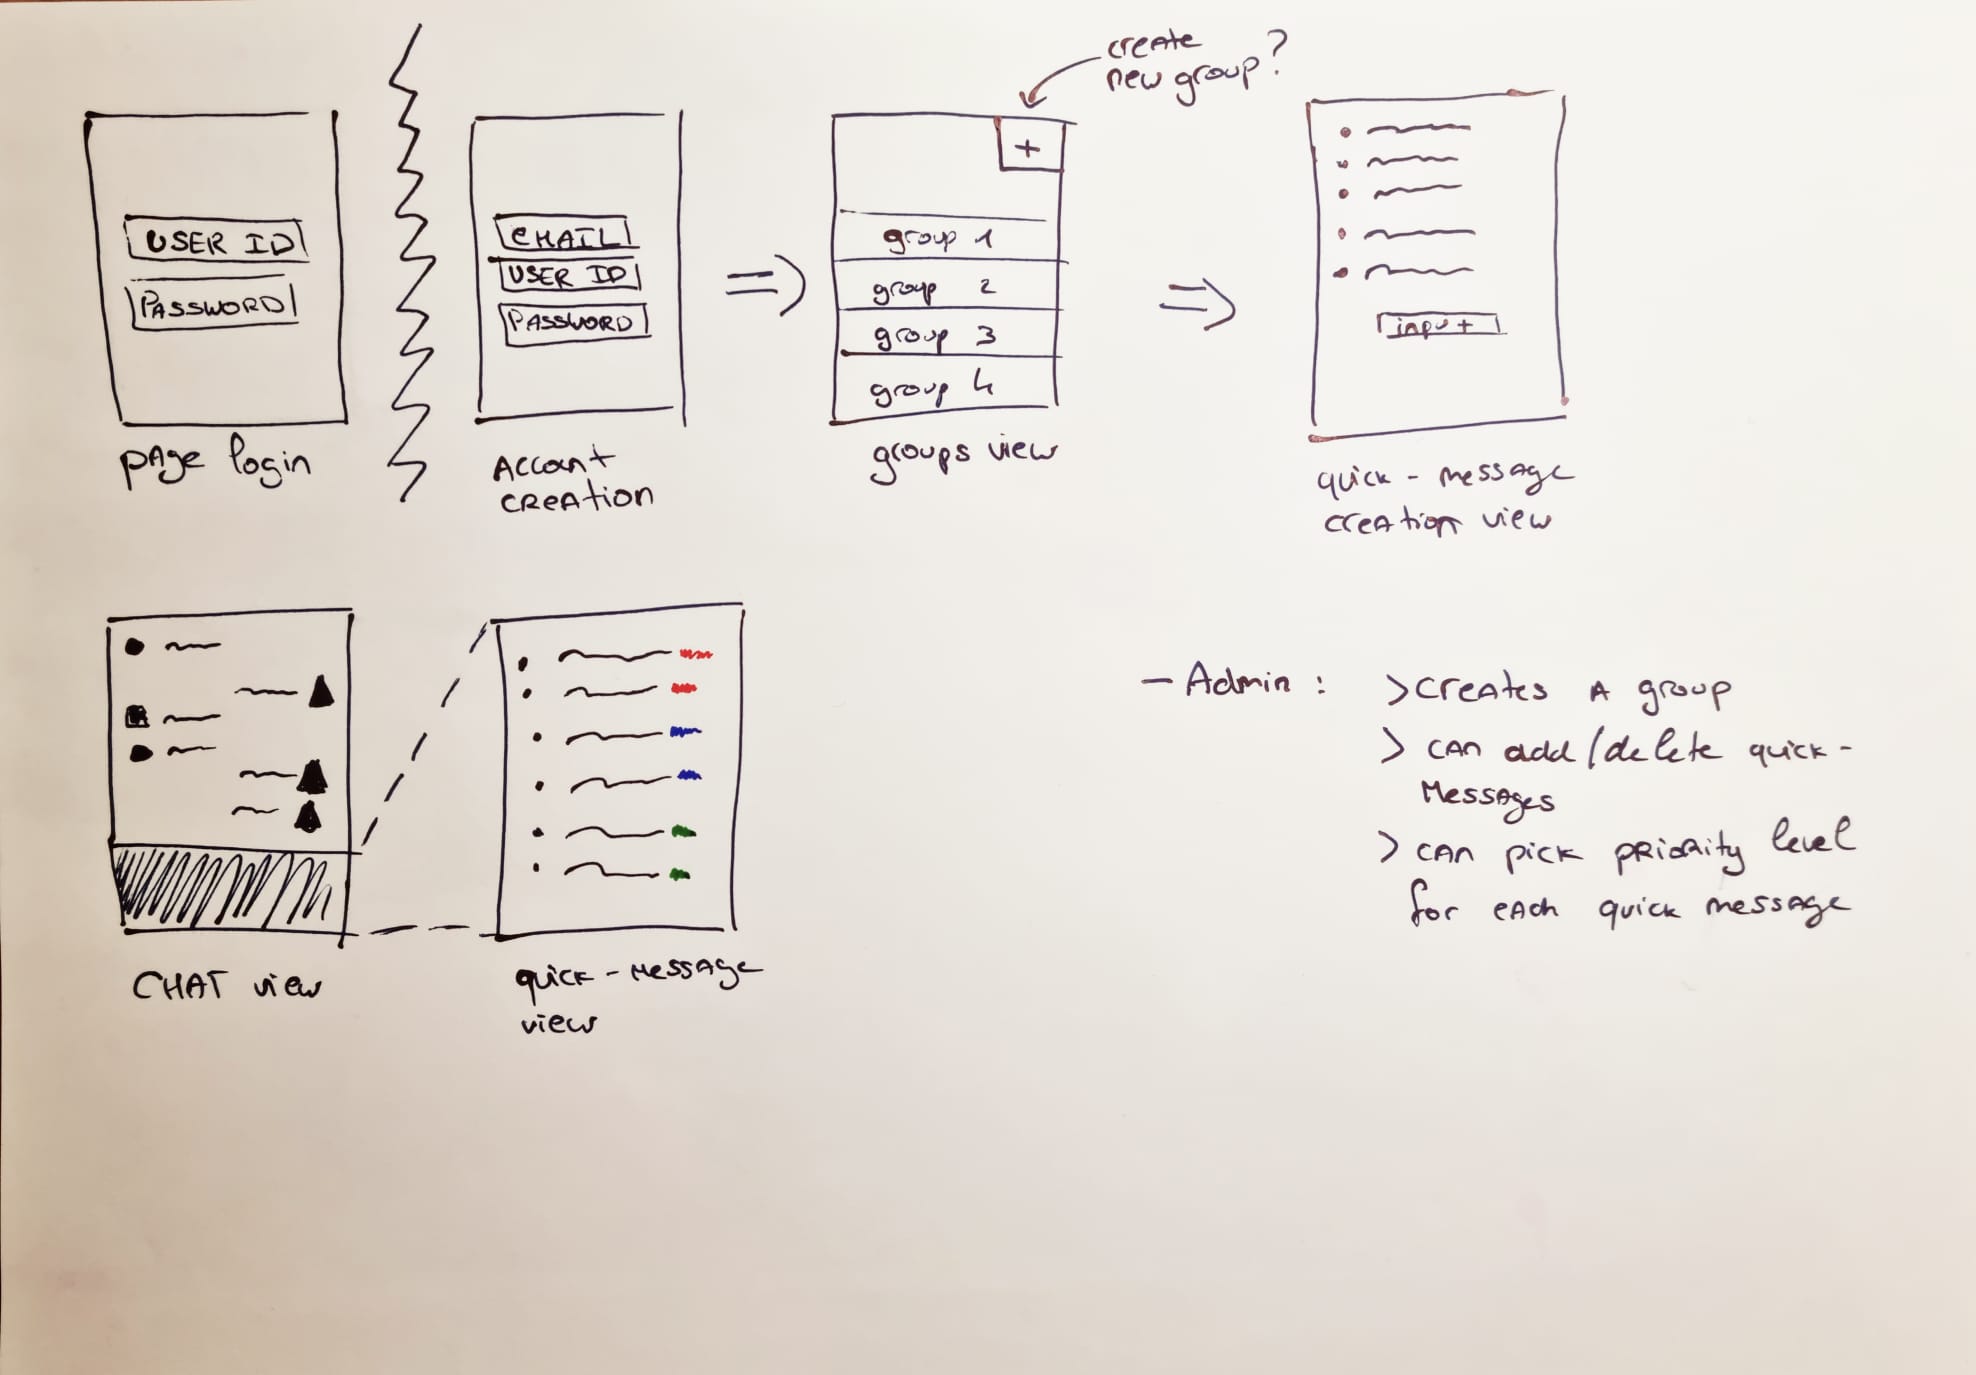 create
new group?
+
USER ID
PASSWORD
EMAIL
USER ID
PASSWORD
group 1
group 2
group 3
group 4
input
page login
Account
creation
groups view
quick - message
creation view
- Admin : > creates a group
> can add/delete quick-
messages
> can pick priority level
for each quick message
CHAT view
quick - message
view